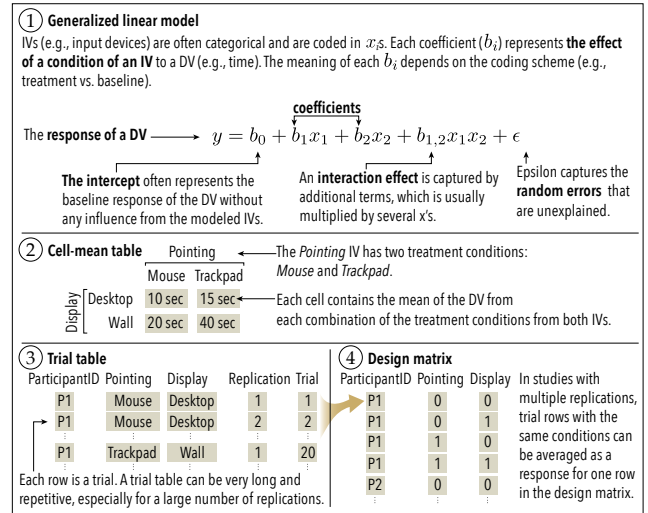 1 Generalized linear model
IVs (e.g., input devices) are often categorical and are coded in xᵢs. Each coefficient (bᵢ) represents the effect
of a condition of an IV to a DV (e.g., time). The meaning of each bᵢ depends on the coding scheme (e.g.,
treatment vs. baseline).
coefficients
The response of a DV y = b₀ + b₁x₁ + b₂x₂ + b₁,₂x₁x₂ + ϵ
The intercept often represents the
baseline response of the DV without
any influence from the modeled IVs.
An interaction effect is captured by
additional terms, which is usually
multiplied by several x's.
Epsilon captures the
random errors that
are unexplained.
2 Cell-mean table
Pointing
Mouse Trackpad
Display
Desktop 10 sec 15 sec
Wall 20 sec 40 sec
The Pointing IV has two treatment conditions:
Mouse and Trackpad.
Each cell contains the mean of the DV from
each combination of the treatment conditions from both IVs.
3 Trial table
ParticipantID Pointing Display Replication Trial
P1 Mouse Desktop 1 1
P1 Mouse Desktop 2 2
P1 Trackpad Wall 1 20
Each row is a trial. A trial table can be very long and
repetitive, especially for a large number of replications.
4 Design matrix
ParticipantID Pointing Display
P1 0 0
P1 0 1
P1 1 0
P1 1 1
P2 0 0
In studies with
multiple replications,
trial rows with the
same conditions can
be averaged as a
response for one row
in the design matrix.